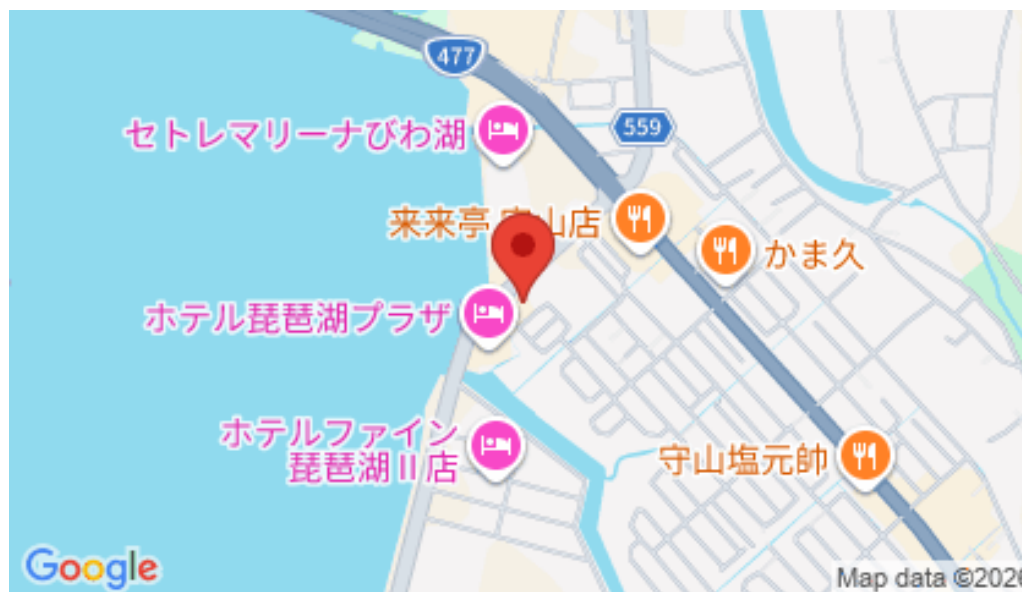 477
セトレマリーナびわ湖
559
来来亭 守山店
かま久
ホテル琵琶湖プラザ
ホテルファイン
琵琶湖Ⅱ店
守山塩元帥
Google
Map data ©2026